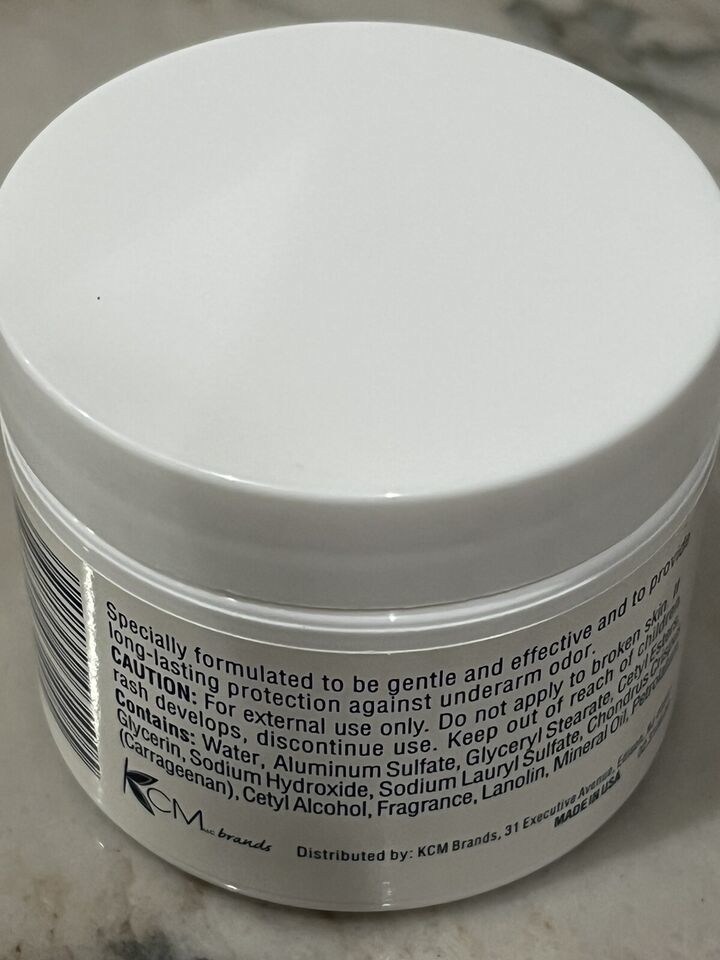 Specially formulated to be gentle and effective and to provide
long-lasting protection against underarm odor.
CAUTION: For external use only. Do not apply to broken skin. If
rash develops, discontinue use. Keep out of reach of children.
Contains: Water, Aluminum Sulfate, Glyceryl Stearate, Cetyl Esters,
Glycerin, Sodium Hydroxide, Sodium Lauryl Sulfate, Chondrus
(Carrageenan), Cetyl Alcohol, Fragrance, Lanolin, Mineral Oil,
KCM LLC brands
Distributed by: KCM Brands, 31 Executive Avenue,
MADE IN USA